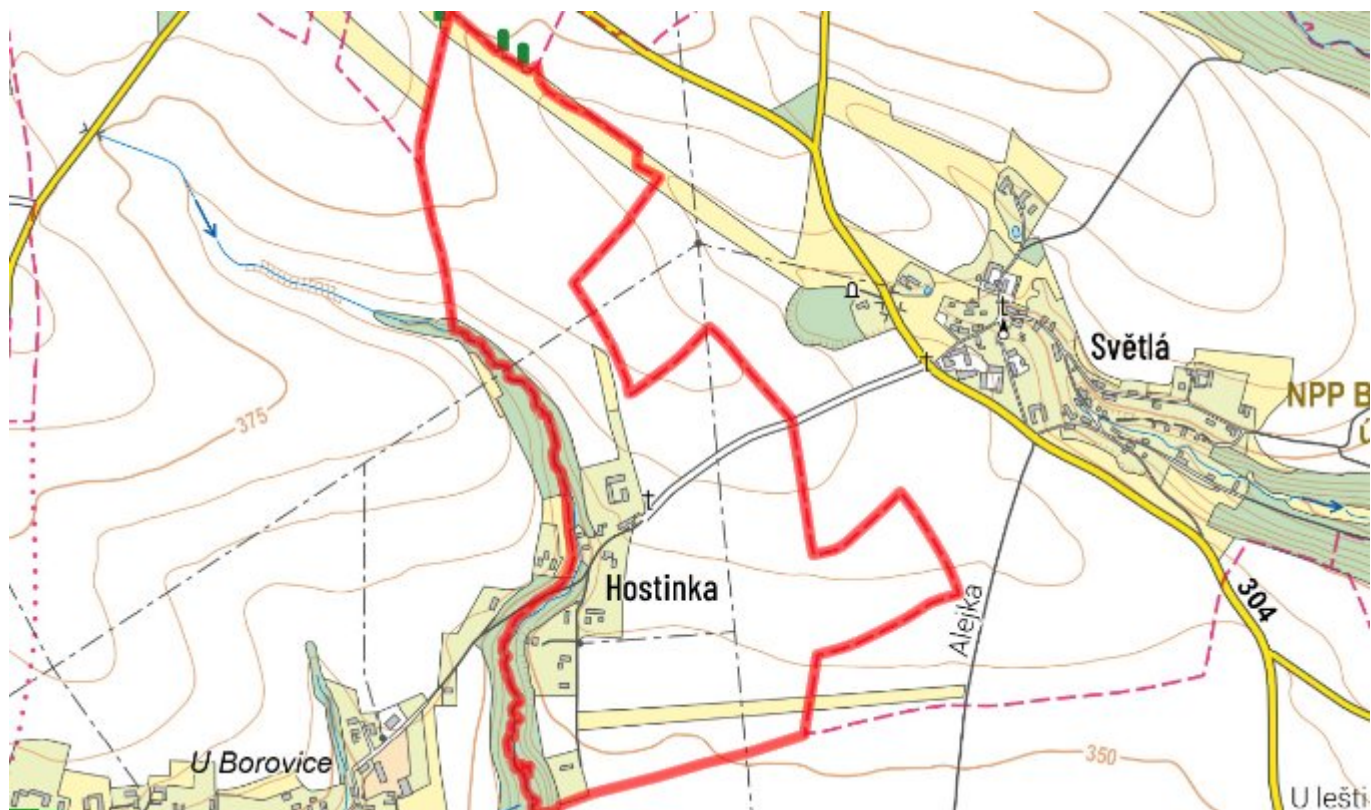 Světlá
NPP B
375
Hostinka
304
Alejka
350
U Borovice
U lešti